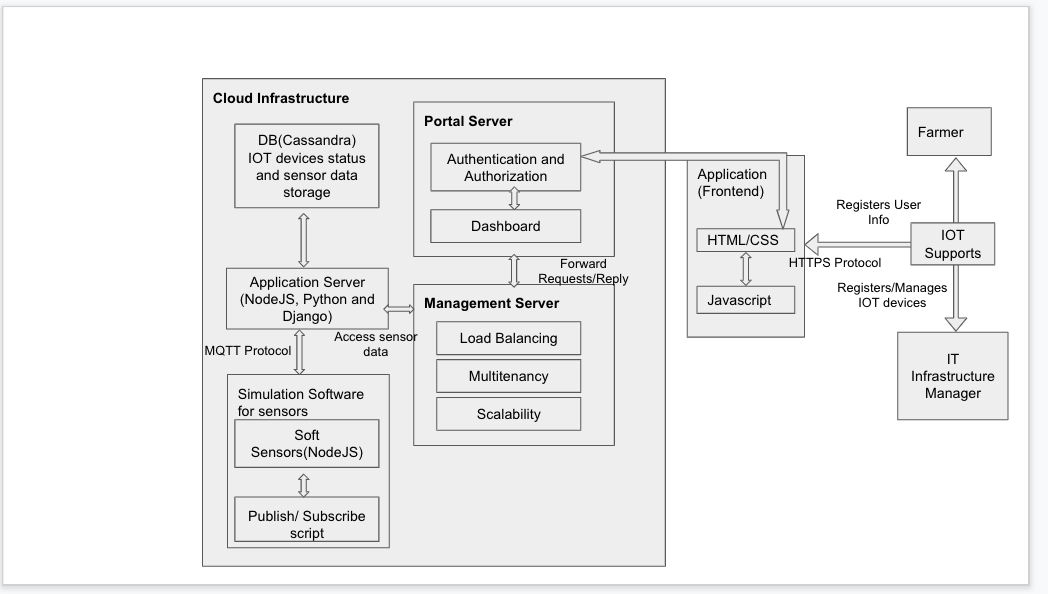 Cloud Infrastructure
DB(Cassandra)
IOT devices status
and sensor data
storage
Application Server
(NodeJS, Python and
Django)
MQTT Protocol
Access sensor
data
Simulation Software
for sensors
Soft
Sensors(NodeJS)
Publish/ Subscribe
script
Portal Server
Authentication and
Authorization
Dashboard
Forward
Requests/Reply
Management Server
Load Balancing
Multitenancy
Scalability
Application
(Frontend)
HTML/CSS
Javascript
Registers User
Info
HTTPS Protocol
Registers/Manages
IOT devices
Farmer
IOT
Supports
IT
Infrastructure
Manager